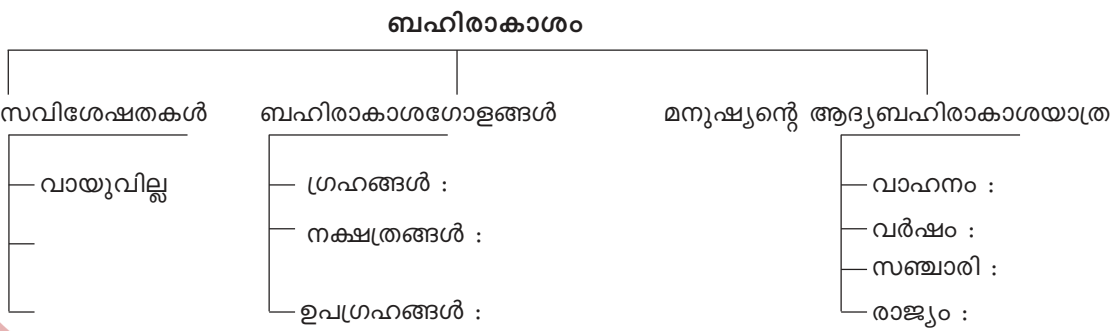 ബഹിരാകാശം
സവിശേഷതകൾ
വായുവില്ല
ബഹിരാകാശഗോളങ്ങൾ
ഗ്രഹങ്ങൾ :
നക്ഷത്രങ്ങൾ :
ഉപഗ്രഹങ്ങൾ :
മനുഷ്യന്റെ ആദ്യബഹിരാകാശയാത്ര
വാഹനം :
വർഷം :
സഞ്ചാരി :
രാജ്യം :